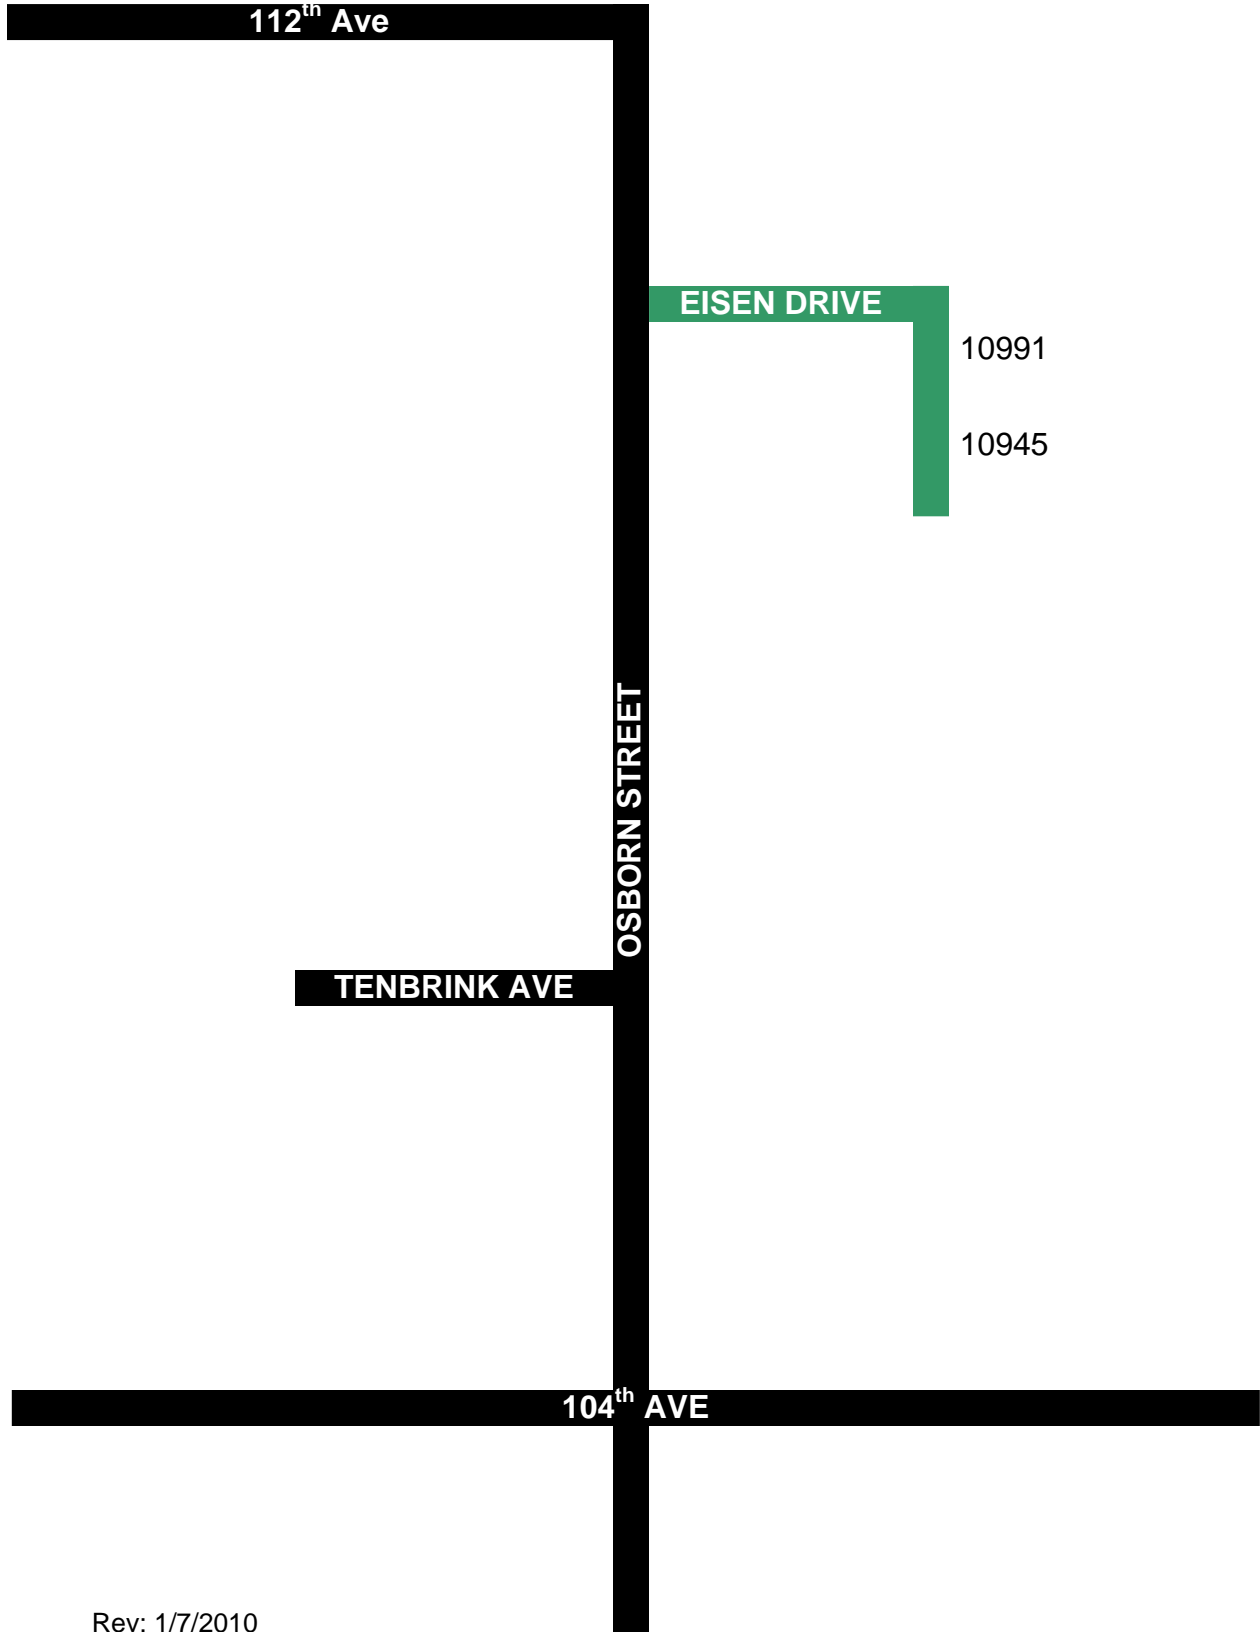 112th Ave
EISEN DRIVE
10991
10945
OSBORN STREET
TENBRINK AVE
104th AVE
Rev: 1/7/2010